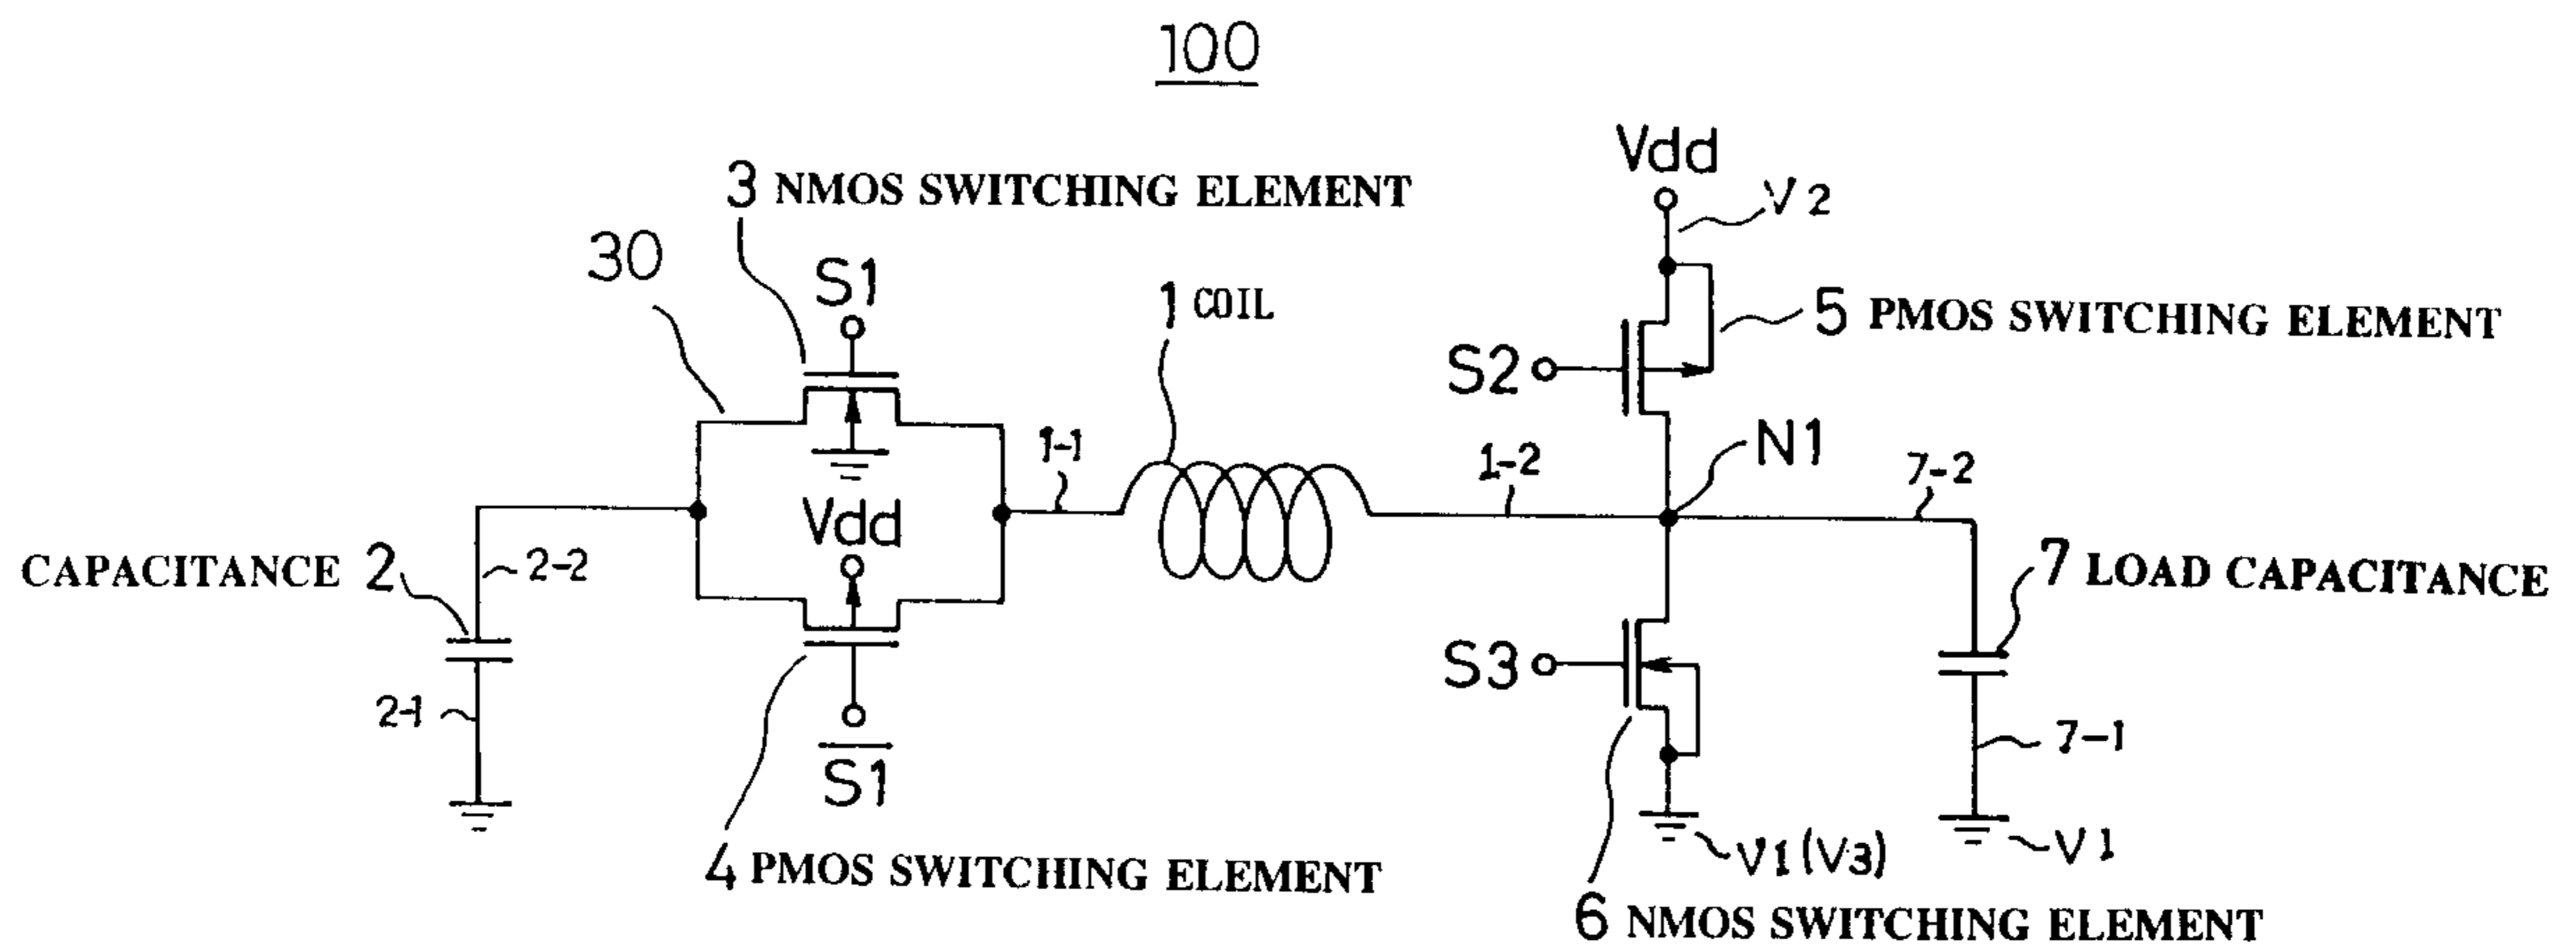 100
Vdd
V2
3 NMOS SWITCHING ELEMENT
30
S1
1 COIL
5 PMOS SWITCHING ELEMENT
S2
N1
1-1
1-2
7-2
Vdd
CAPACITANCE 2
2-2
7 LOAD CAPACITANCE
S3
2-1
7-1
S1
V1(V3)
V1
4 PMOS SWITCHING ELEMENT
6 NMOS SWITCHING ELEMENT